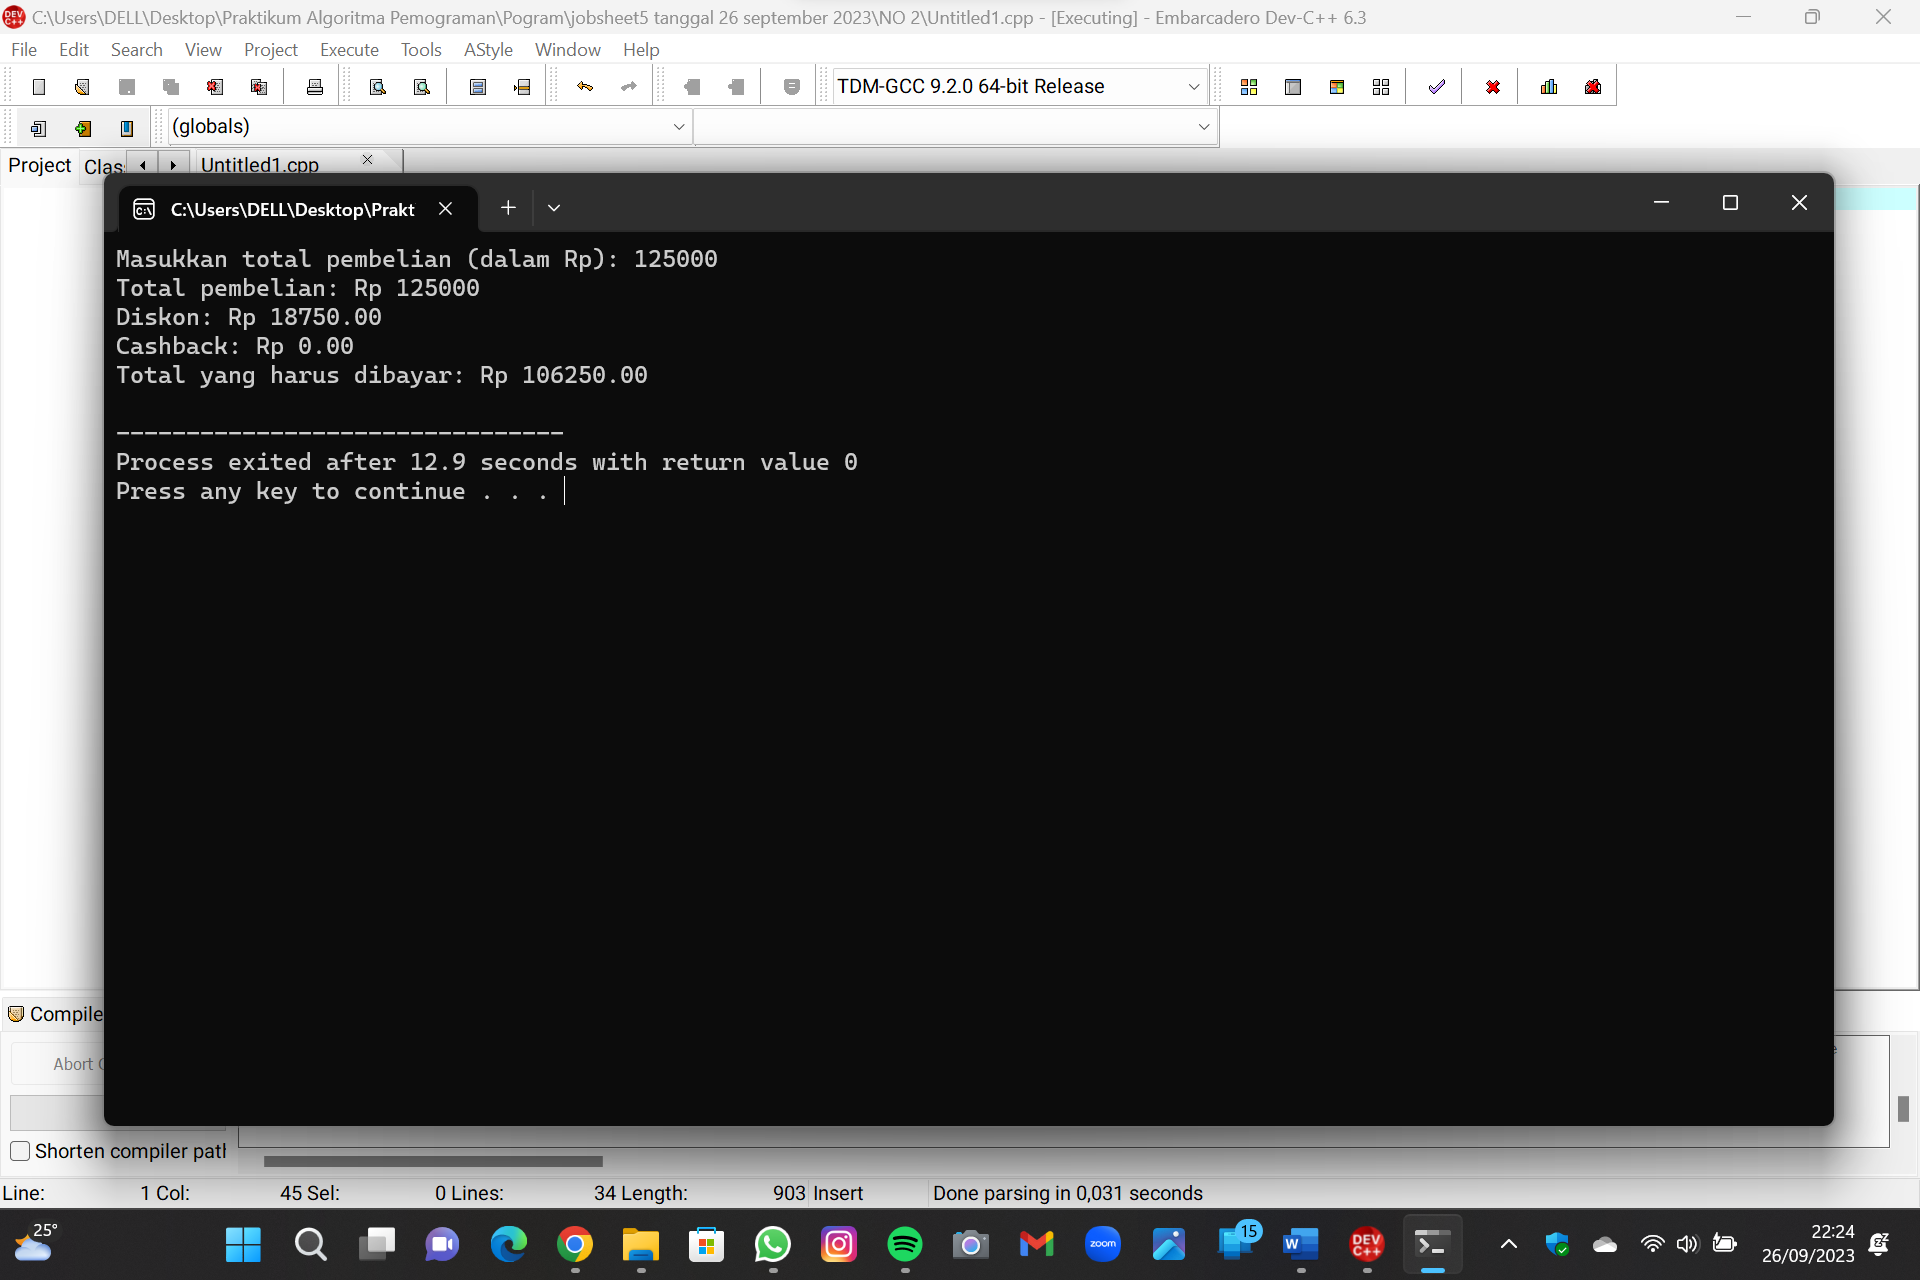 C:\Users\DELL\Desktop\Praktikum Algoritma Pemograman\Pogram\jobsheet5 tanggal 26 september 2023\NO 2\Untitled1.cpp - [Executing] - Embarcadero Dev-C++ 6.3
File Edit Search View Project Execute Tools AStyle Window Help
TDM-GCC 9.2.0 64-bit Release
(globals)
Project Clas Untitled1.cpp
C:\Users\DELL\Desktop\Prakt
Masukkan total pembelian (dalam Rp): 125000
Total pembelian: Rp 125000
Diskon: Rp 18750.00
Cashback: Rp 0.00
Total yang harus dibayar: Rp 106250.00
--------------------------------
Process exited after 12.9 seconds with return value 0
Press any key to continue . . .
Compile
Abort
Shorten compiler path
Line: 1 Col: 45 Sel: 0 Lines: 34 Length: 903 Insert Done parsing in 0,031 seconds
25°
zoom
15
W
DEV C++
22:24
26/09/2023